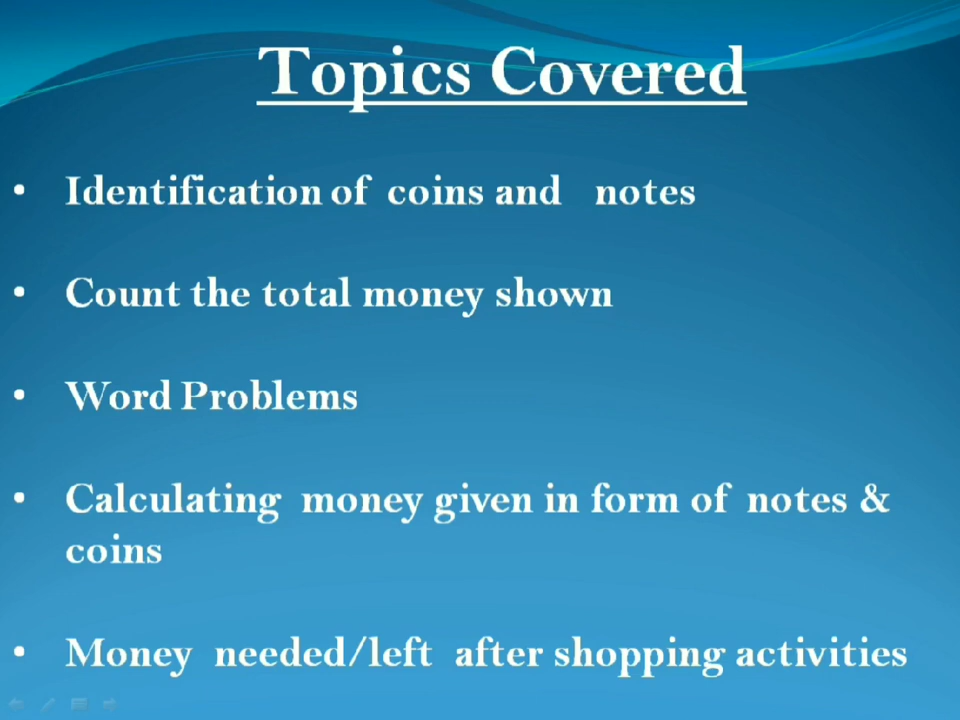 Topics Covered
• Identification of coins and notes
• Count the total money shown
• Word Problems
• Calculating money given in form of notes &
coins
• Money needed/left after shopping activities